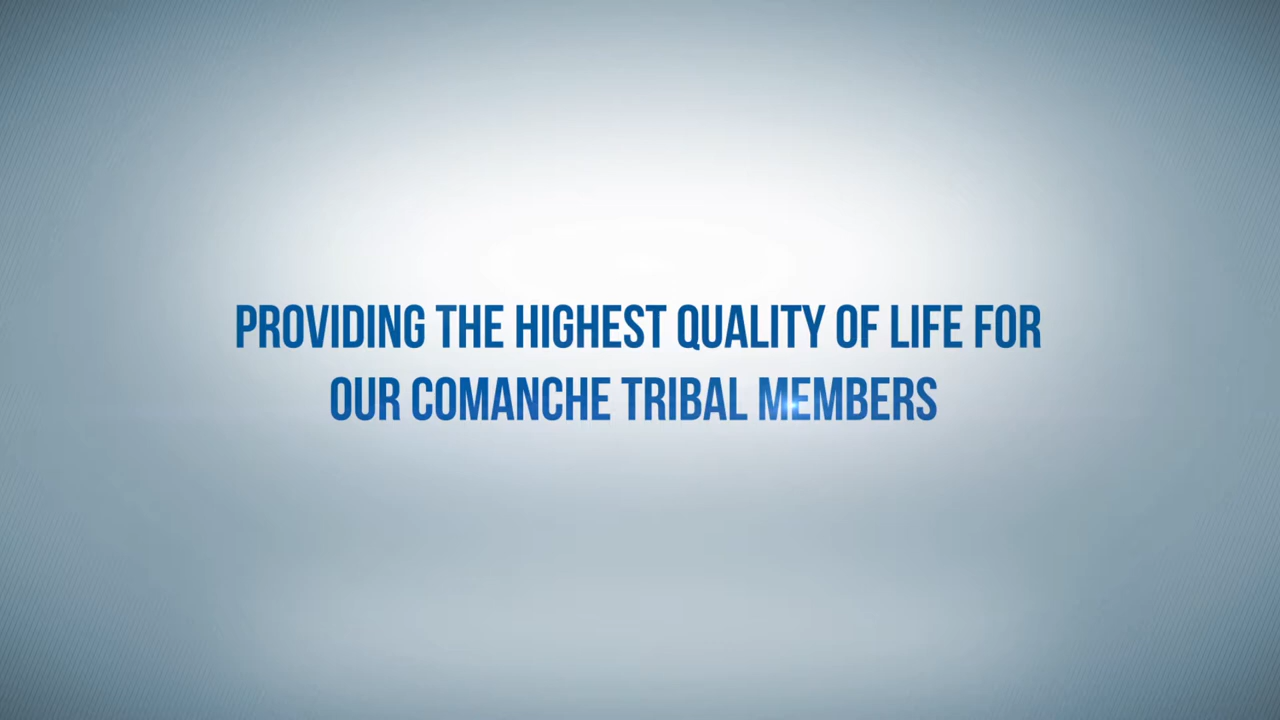 PROVIDING THE HIGHEST QUALITY OF LIFE FOR
OUR COMANCHE TRIBAL MEMBERS